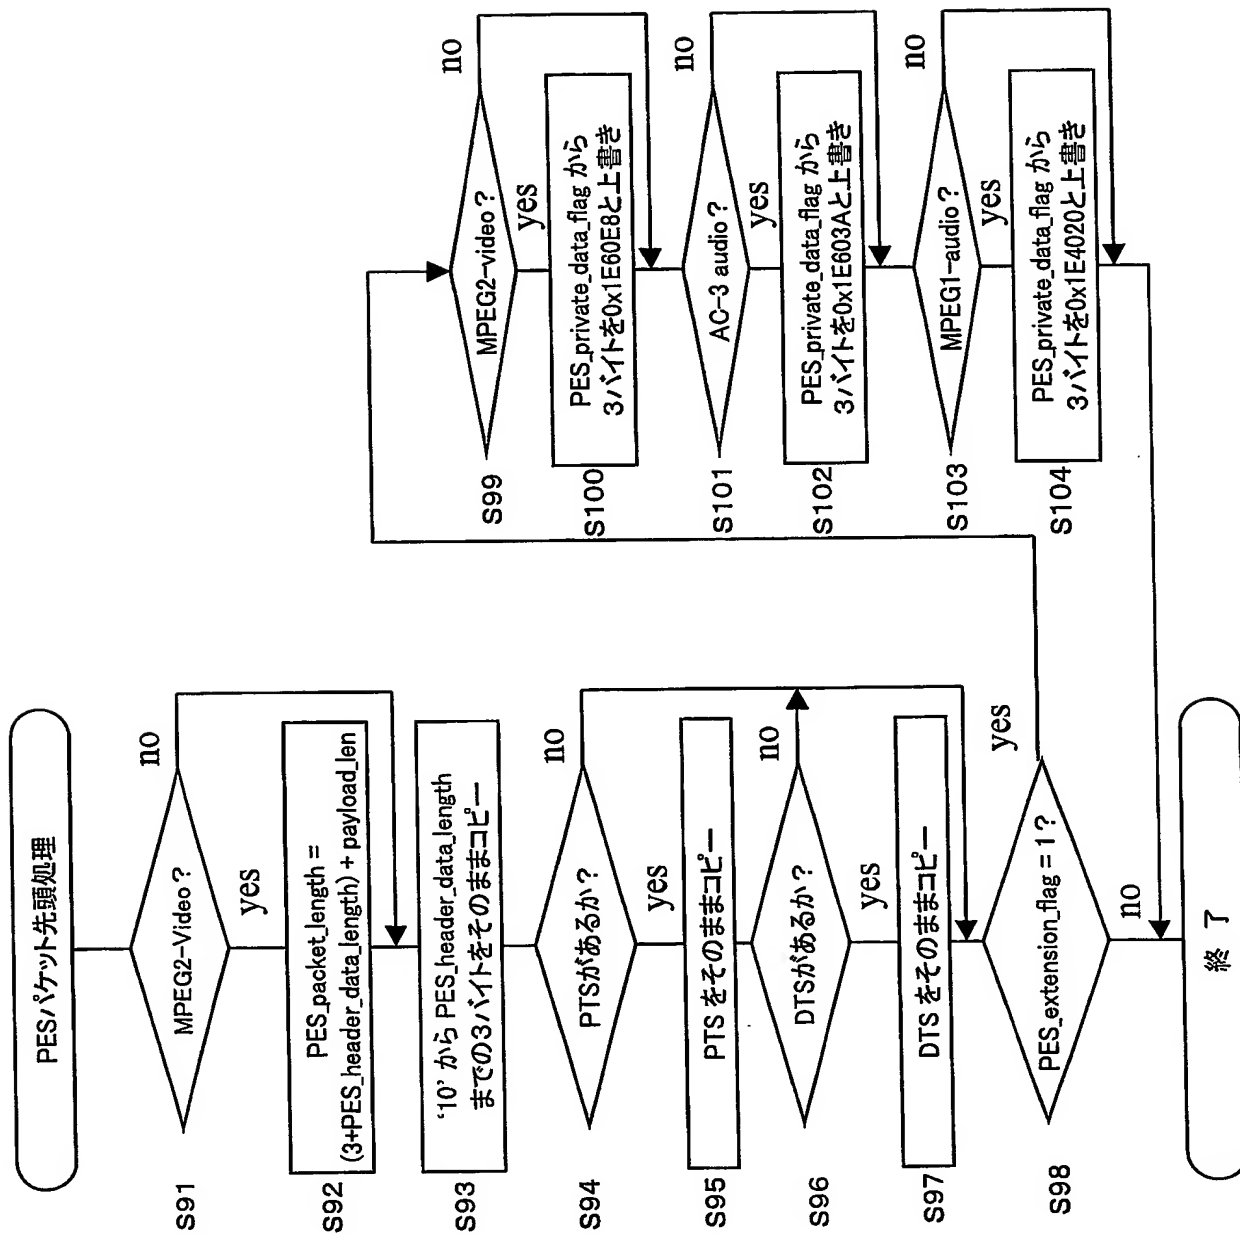 PESパケット先頭処理
S91
MPEG2-Video?
no
yes
S92
PES_packet_length =
(3+PES_header_data_length) + payload_len
S93
‘10’ から PES_header_data_length
までの3バイトをそのままコピー
S94
PTSがあるか?
no
yes
S95
PTS をそのままコピー
S96
DTSがあるか?
no
yes
S97
DTS をそのままコピー
S98
PES_extension_flag = 1?
yes
no
終 了
S99
MPEG2-video?
no
yes
S100
PES_private_data_flag から
3バイトを0x1E60E8と上書き
S101
AC-3 audio?
no
yes
S102
PES_private_data_flag から
3バイトを0x1E603Aと上書き
S103
MPEG1-audio?
no
yes
S104
PES_private_data_flag から
3バイトを0x1E4020と上書き